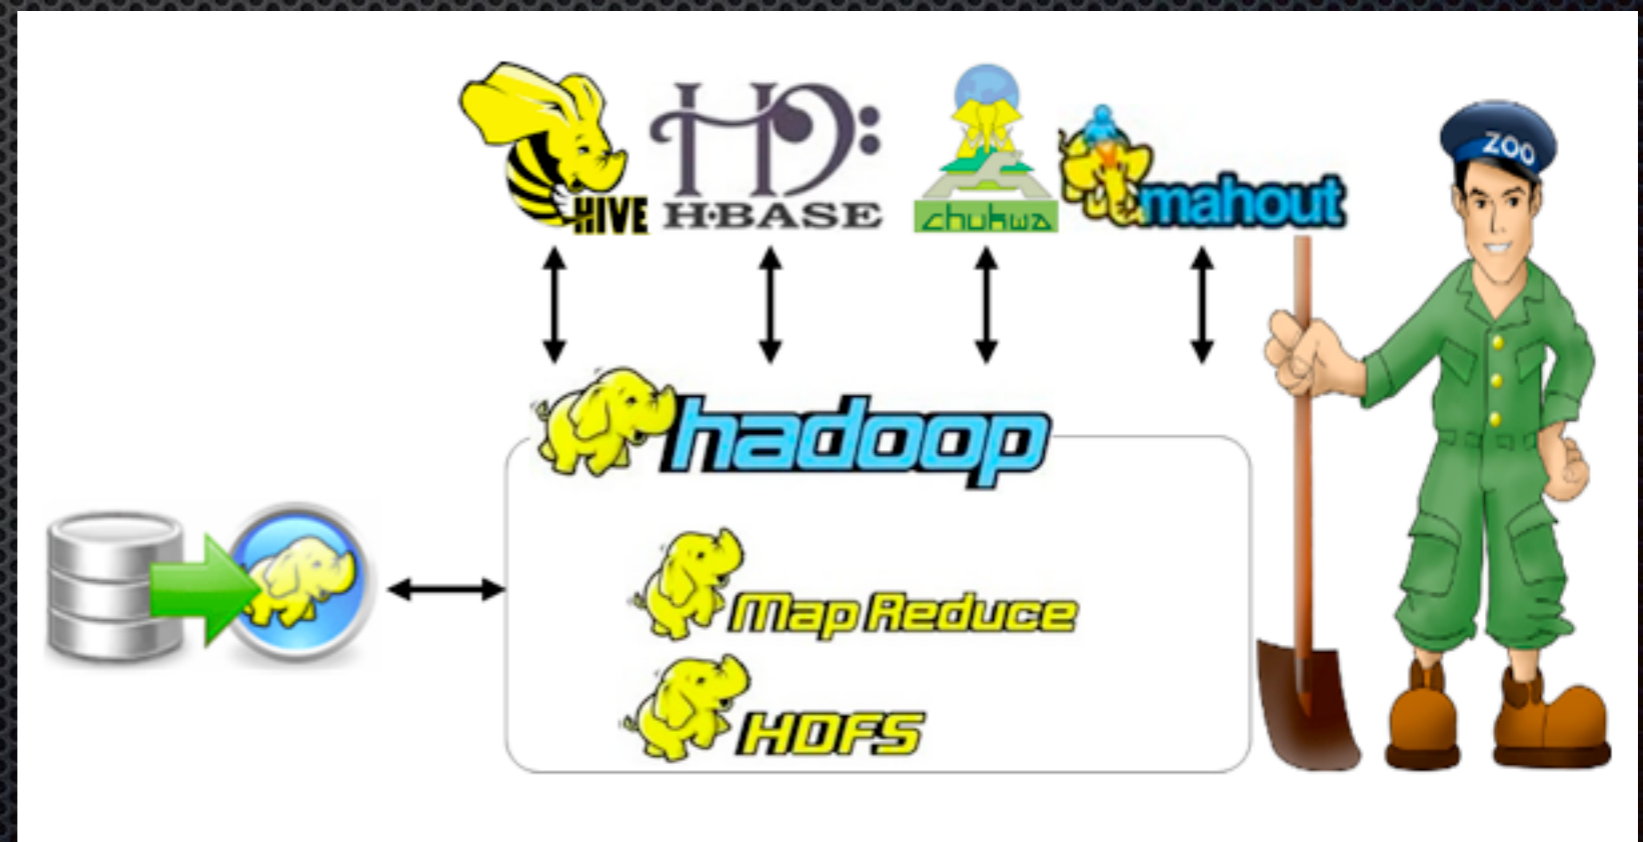 HIVE
H·BASE
chukwa
mahout
ZOO
hadoop
Map Reduce
HDFS